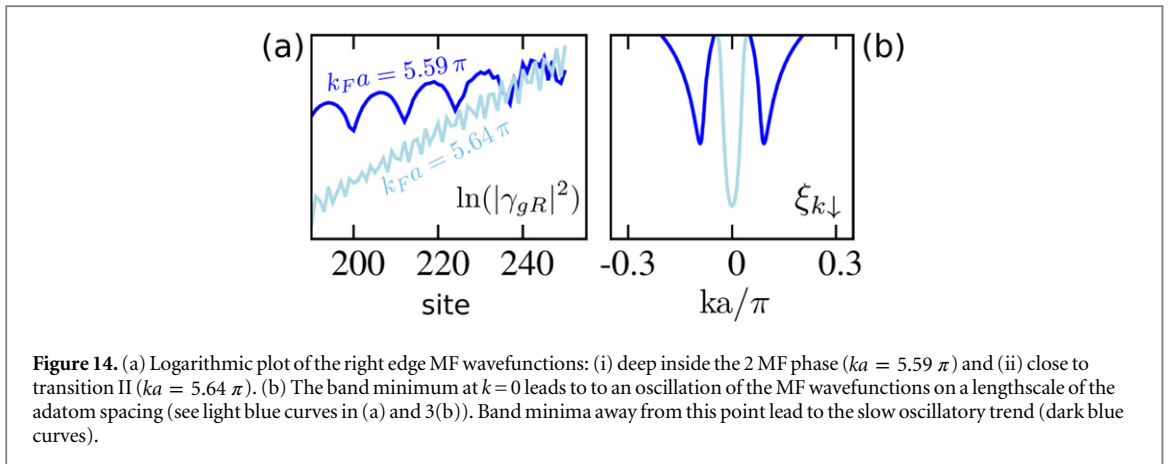 (a)
k_F a = 5.59 π
k_F a = 5.64 π
ln(|γ_gR|²)
200 220 240
site
(b)
ξ_k↓
-0.3 0 0.3
ka/π
Figure 14. (a) Logarithmic plot of the right edge MF wavefunctions: (i) deep inside the 2 MF phase (ka = 5.59 π) and (ii) close to
transition II (ka = 5.64 π). (b) The band minimum at k = 0 leads to to an oscillation of the MF wavefunctions on a lengthscale of the
adatom spacing (see light blue curves in (a) and 3(b)). Band minima away from this point lead to the slow oscillatory trend (dark blue
curves).